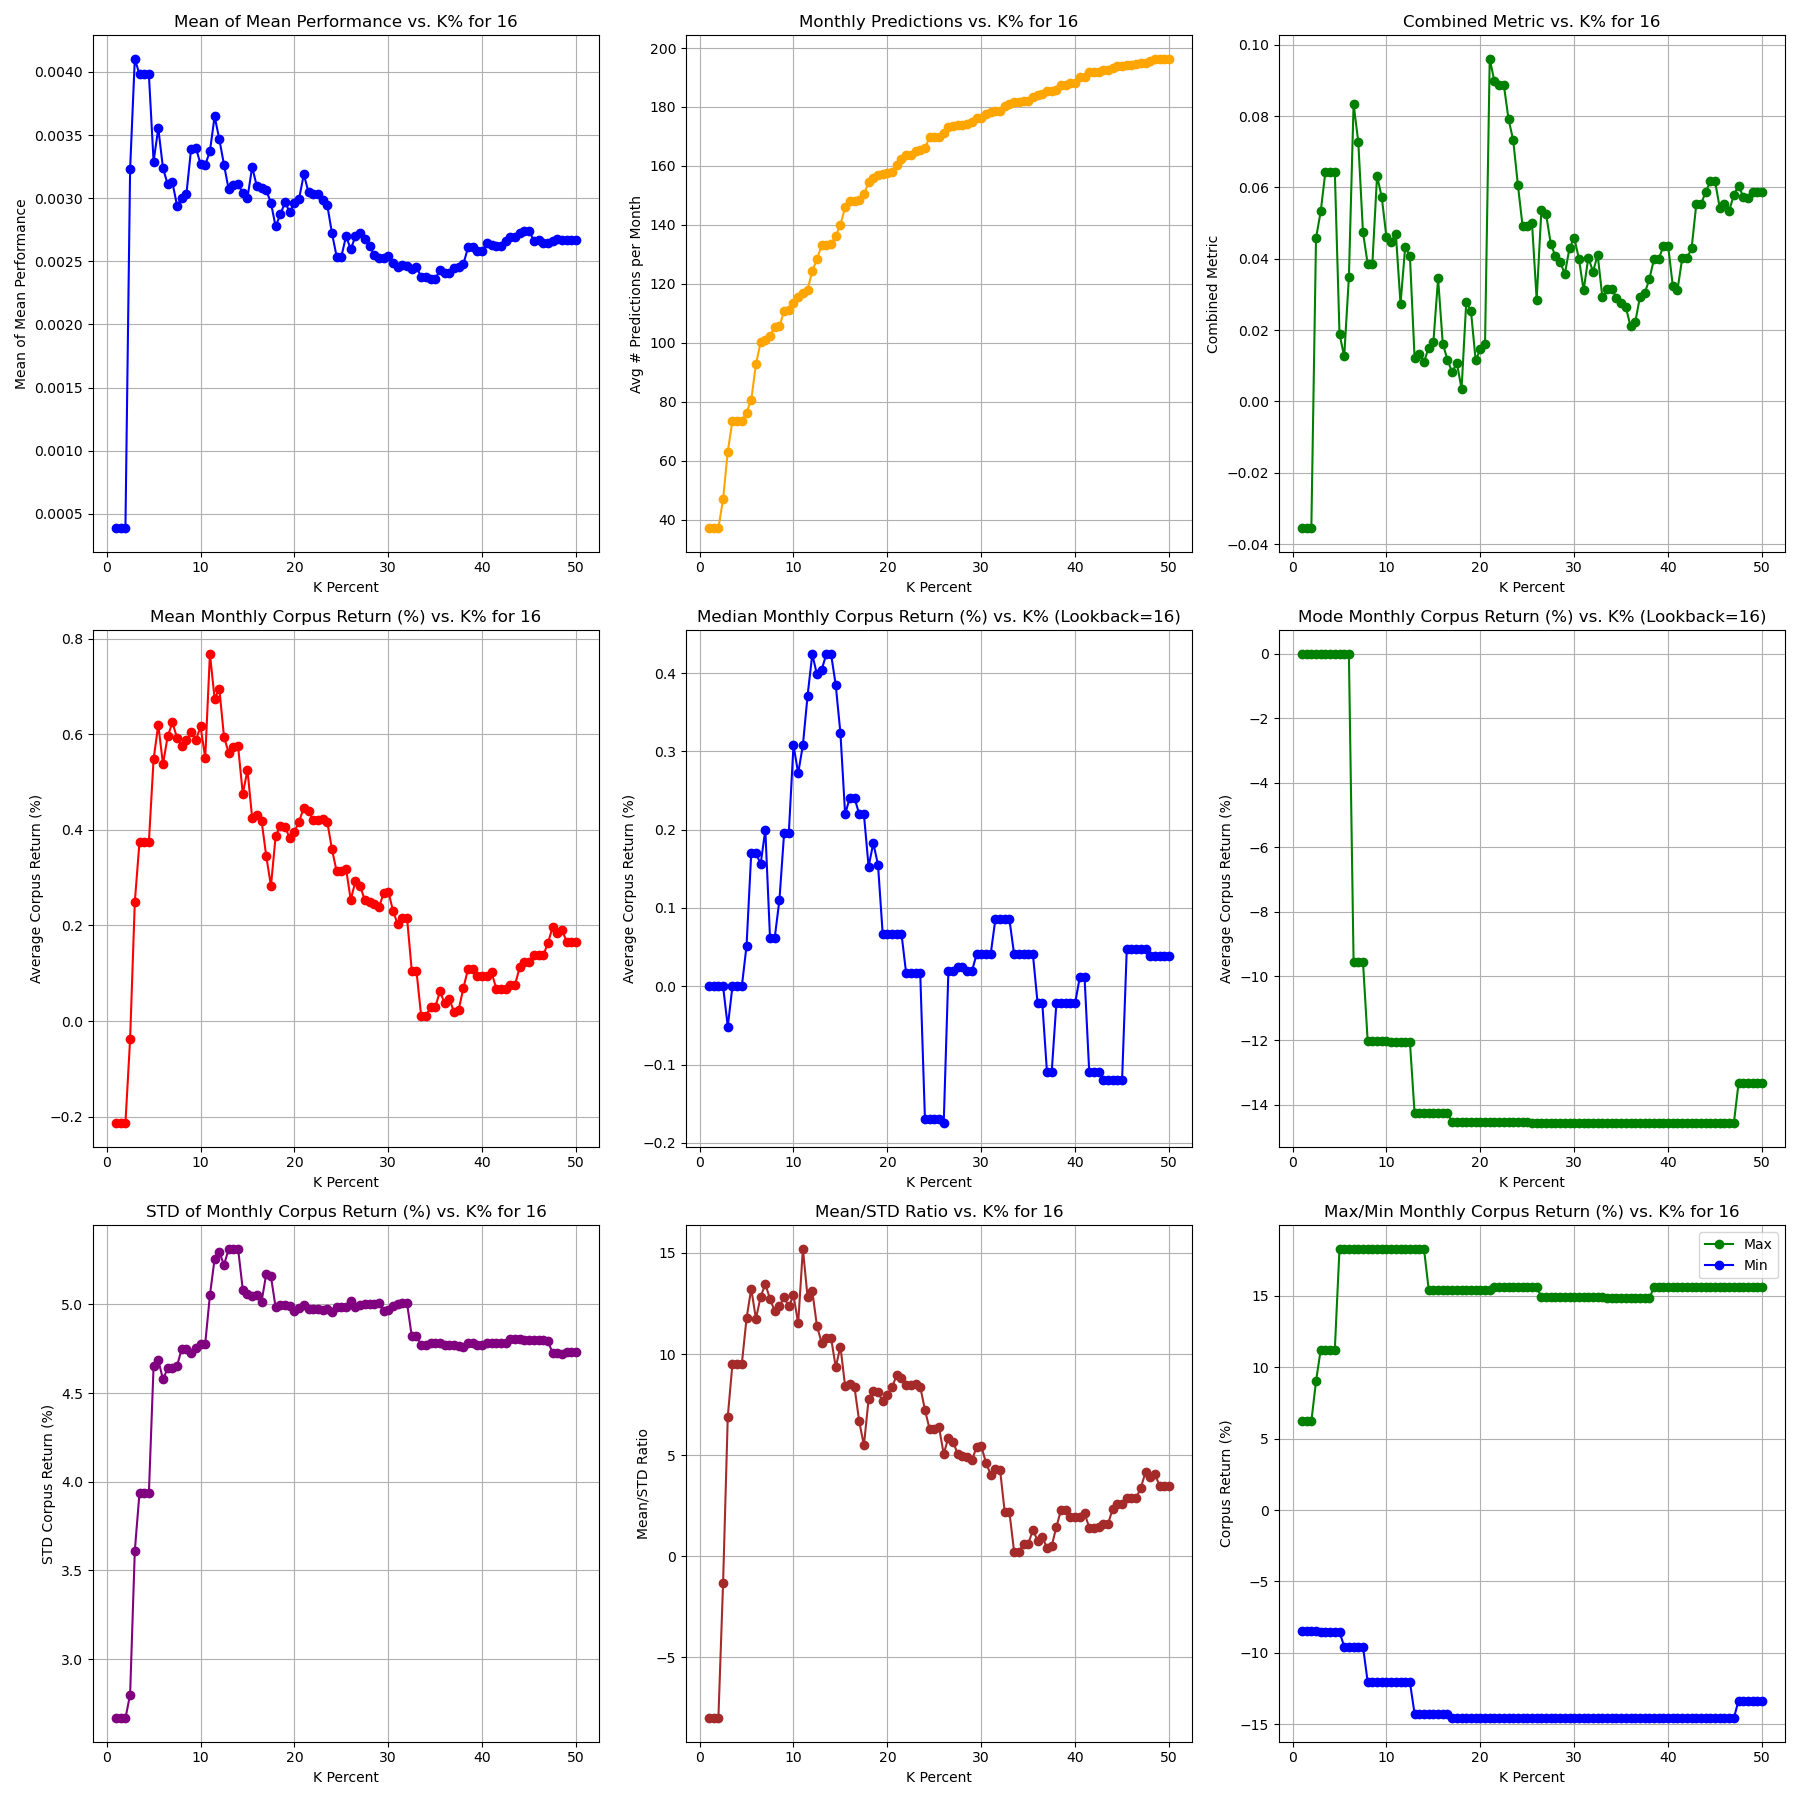 Mean of Mean Performance vs. K% for 16
Mean of Mean Performance
0.0040
0.0035
0.0030
0.0025
0.0020
0.0015
0.0010
0.0005
0 10 20 30 40 50
K Percent
Monthly Predictions vs. K% for 16
Avg # Predictions per Month
200
180
160
140
120
100
80
60
40
0 10 20 30 40 50
K Percent
Combined Metric vs. K% for 16
Combined Metric
0.10
0.08
0.06
0.04
0.02
0.00
−0.02
−0.04
0 10 20 30 40 50
K Percent
Mean Monthly Corpus Return (%) vs. K% for 16
Average Corpus Return (%)
0.8
0.6
0.4
0.2
0.0
−0.2
0 10 20 30 40 50
K Percent
Median Monthly Corpus Return (%) vs. K% (Lookback=16)
Average Corpus Return (%)
0.4
0.3
0.2
0.1
0.0
−0.1
−0.2
0 10 20 30 40 50
K Percent
Mode Monthly Corpus Return (%) vs. K% (Lookback=16)
Average Corpus Return (%)
0
−2
−4
−6
−8
−10
−12
−14
0 10 20 30 40 50
K Percent
STD of Monthly Corpus Return (%) vs. K% for 16
STD Corpus Return (%)
5.0
4.5
4.0
3.5
3.0
0 10 20 30 40 50
K Percent
Mean/STD Ratio vs. K% for 16
Mean/STD Ratio
15
10
5
0
−5
0 10 20 30 40 50
K Percent
Max/Min Monthly Corpus Return (%) vs. K% for 16
Corpus Return (%)
Max
Min
15
10
5
0
−5
−10
−15
0 10 20 30 40 50
K Percent